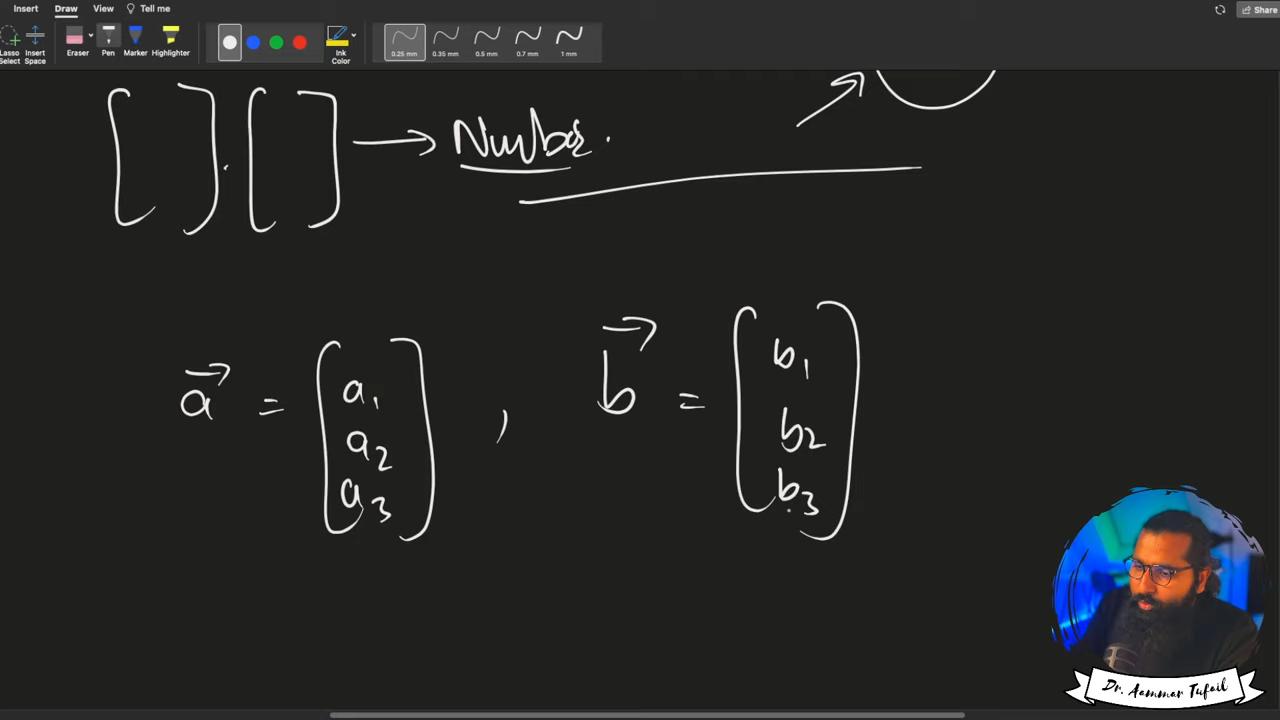 Insert Draw View Tell me
Share
Lasso Select
Insert Space
Eraser
Pen
Marker
Highlighter
Ink Color
0.25 mm
0.35 mm
0.5 mm
0.7 mm
1 mm
[ ] . [ ] → Number.
a⃗ = [a₁ a₂ a₃] , b⃗ = [b₁ b₂ b₃]
Dr. Aammar Tufail